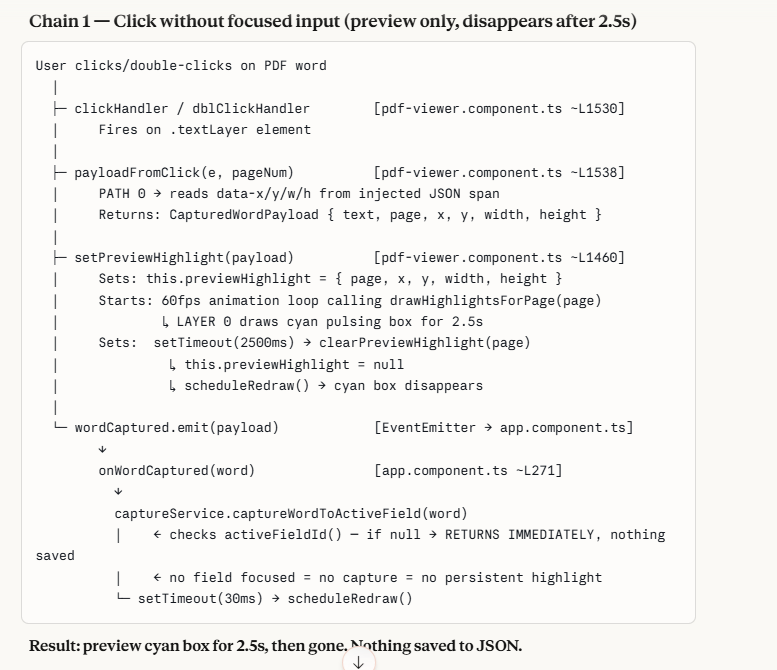 Chain 1 — Click without focused input (preview only, disappears after 2.5s)
User clicks/double-clicks on PDF word
│
├─ clickHandler / dblClickHandler        [pdf-viewer.component.ts ~L1530]
│     Fires on .textLayer element
│
├─ payloadFromClick(e, pageNum)          [pdf-viewer.component.ts ~L1538]
│     PATH 0 → reads data-x/y/w/h from injected JSON span
│     Returns: CapturedWordPayload { text, page, x, y, width, height }
│
├─ setPreviewHighlight(payload)          [pdf-viewer.component.ts ~L1460]
│     Sets: this.previewHighlight = { page, x, y, width, height }
│     Starts: 60fps animation loop calling drawHighlightsForPage(page)
│             ↳ LAYER 0 draws cyan pulsing box for 2.5s
│     Sets:  setTimeout(2500ms) → clearPreviewHighlight(page)
│              ↳ this.previewHighlight = null
│              ↳ scheduleRedraw() → cyan box disappears
│
└─ wordCaptured.emit(payload)            [EventEmitter → app.component.ts]
↓
onWordCaptured(word)               [app.component.ts ~L271]
↓
captureService.captureWordToActiveField(word)
│    ← checks activeFieldId() — if null → RETURNS IMMEDIATELY, nothing
saved
│    ← no field focused = no capture = no persistent highlight
└─ setTimeout(30ms) → scheduleRedraw()
Result: preview cyan box for 2.5s, then gone. Nothing saved to JSON.